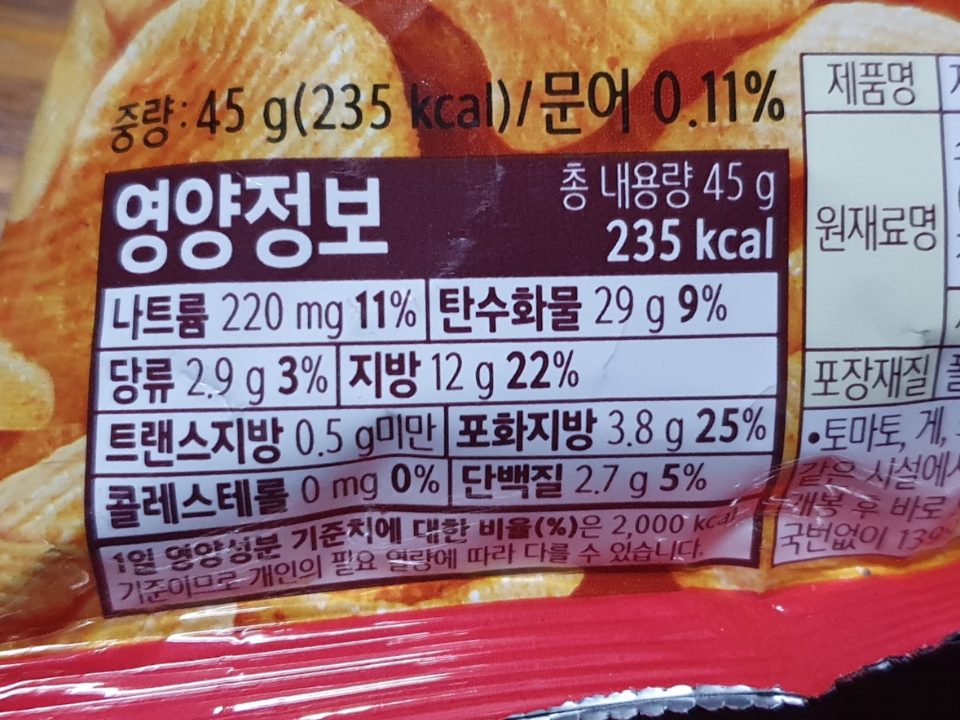 중량:45 g(235 kcal)/문어 0.11%
영양정보
총 내용량 45 g
235 kcal
나트륨 220 mg 11% 탄수화물 29 g 9%
당류 2.9 g 3% 지방 12 g 22%
트랜스지방 0.5 g미만 포화지방 3.8 g 25%
콜레스테롤 0 mg 0% 단백질 2.7 g 5%
1일 영양성분 기준치에 대한 비율(%)은 2,000 kcal
기준이므로 개인의 필요 열량에 따라 다를 수 있습니다.
제품명
원재료명
포장재질
•토마토, 게,
같은 시설에서
개봉 후 바로
국번없이 139